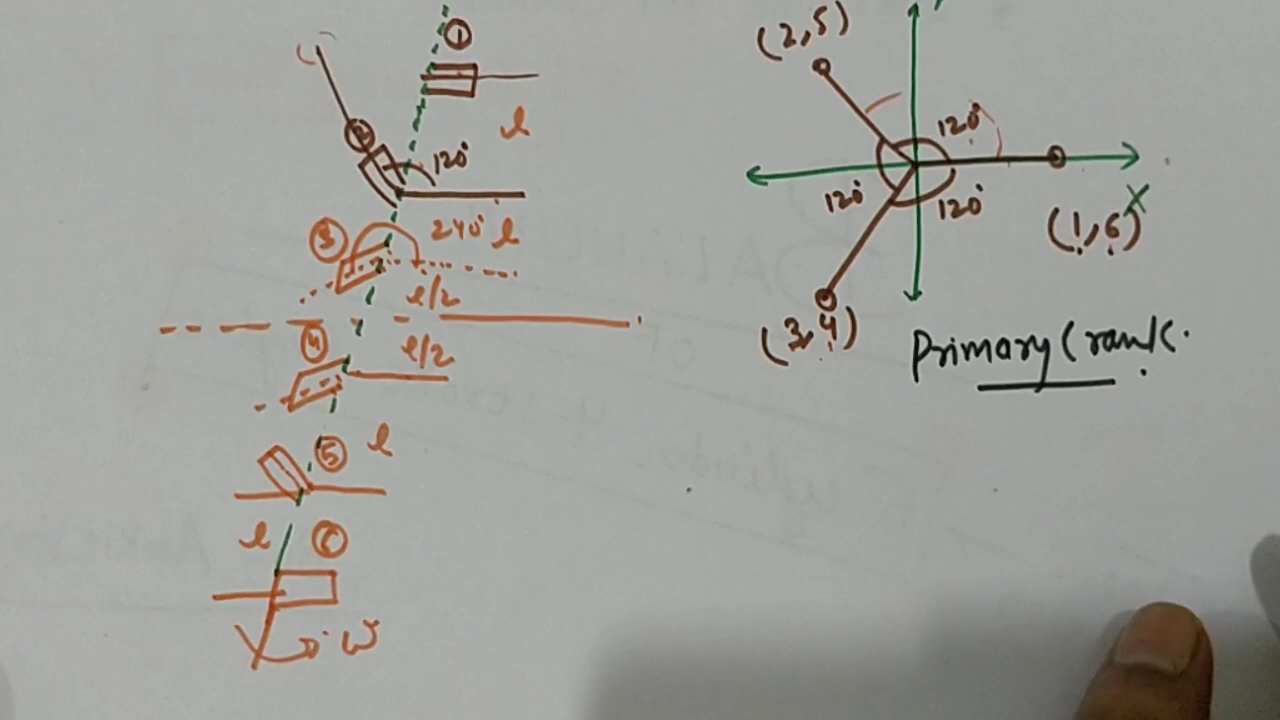 ①
l
②
120°
③
240°
l
l/2
④
l/2
⑤
l
l
⑥
ω
(2,5)
120°
120°
120°
X
(1,6)
(3,4)
Primary Crank.